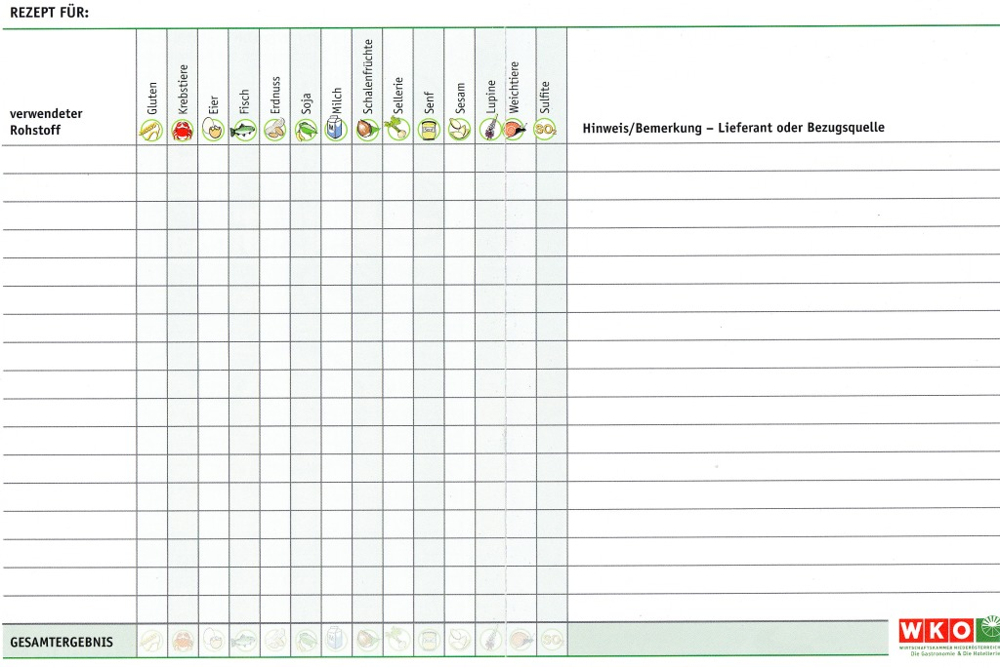 REZEPT FÜR:
verwendeter
Rohstoff
Gluten
Krebstiere
Eier
Fisch
Erdnuss
Soja
Milch
Schalenfrüchte
Sellerie
Senf
Sesam
Lupine
Weichtiere
Sulfite
SO₂
Hinweis/Bemerkung – Lieferant oder Bezugsquelle
GESAMTERGEBNIS
SO₂
WKO
WIRTSCHAFTSKAMMER NIEDERÖSTERREICH
Die Gastronomie & Die Hotellerie